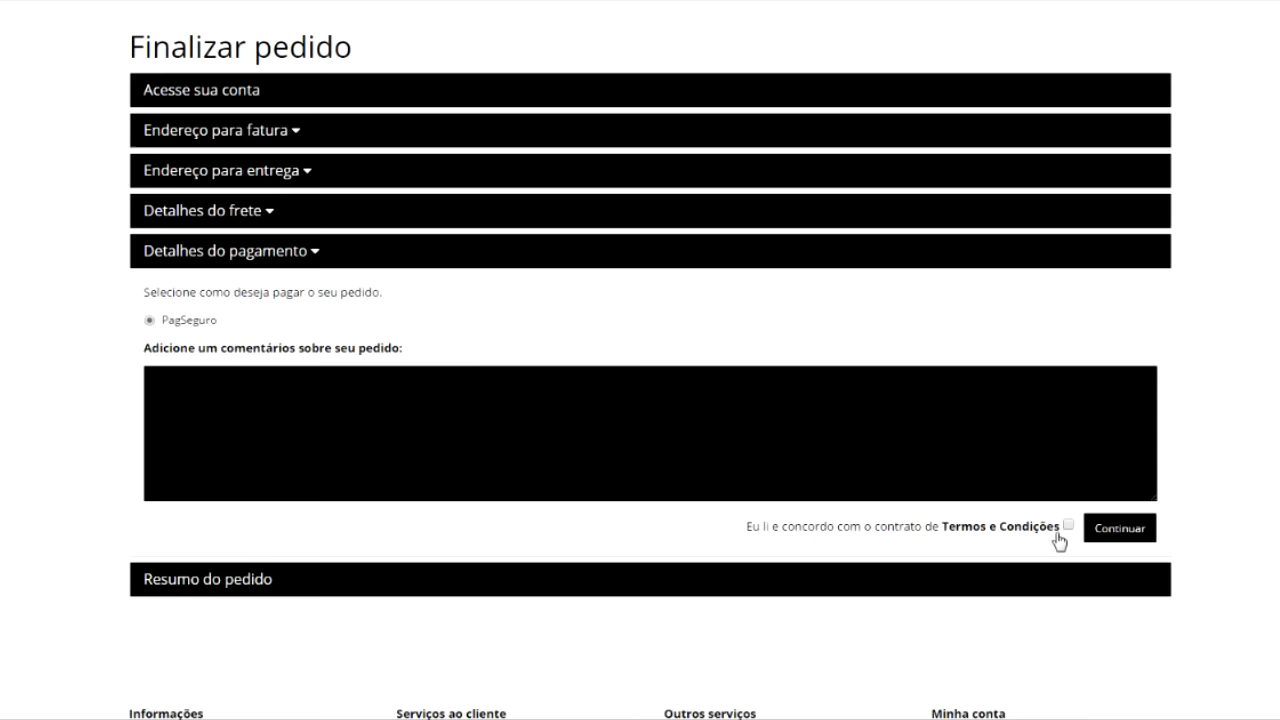 Finalizar pedido
Acesse sua conta
Endereço para fatura
Endereço para entrega
Detalhes do frete
Detalhes do pagamento
Selecione como deseja pagar o seu pedido.
PagSeguro
Adicione um comentários sobre seu pedido:
Eu li e concordo com o contrato de Termos e Condições
Continuar
Resumo do pedido
Informações
Serviços ao cliente
Outros serviços
Minha conta